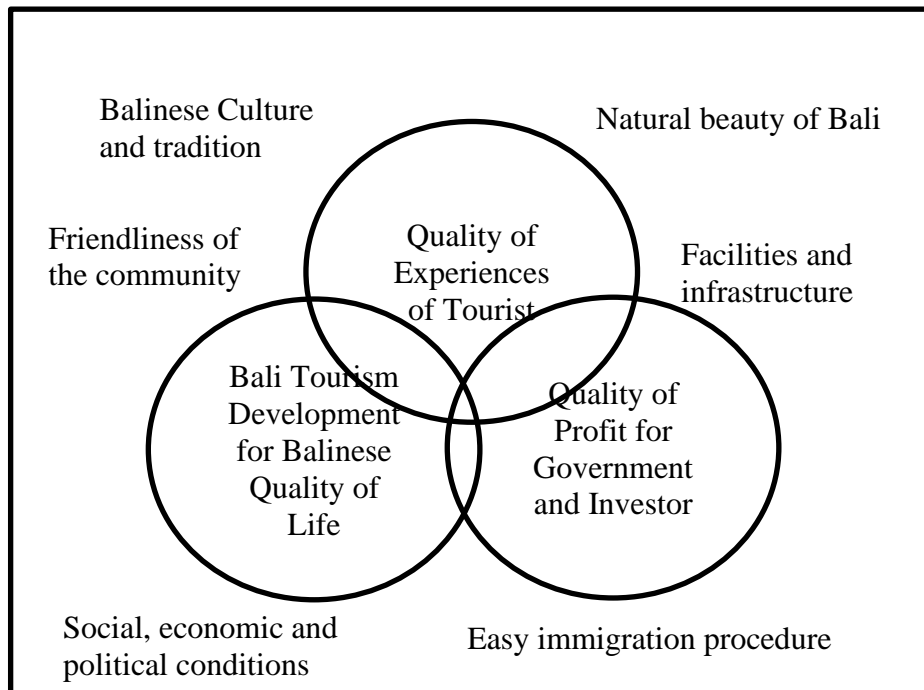 Balinese Culture
and tradition
Natural beauty of Bali
Friendliness of
the community
Quality of
Experiences
of Tourist
Facilities and
infrastructure
Bali Tourism
Development
for Balinese
Quality of
Life
Quality of
Profit for
Government
and Investor
Social, economic and
political conditions
Easy immigration procedure